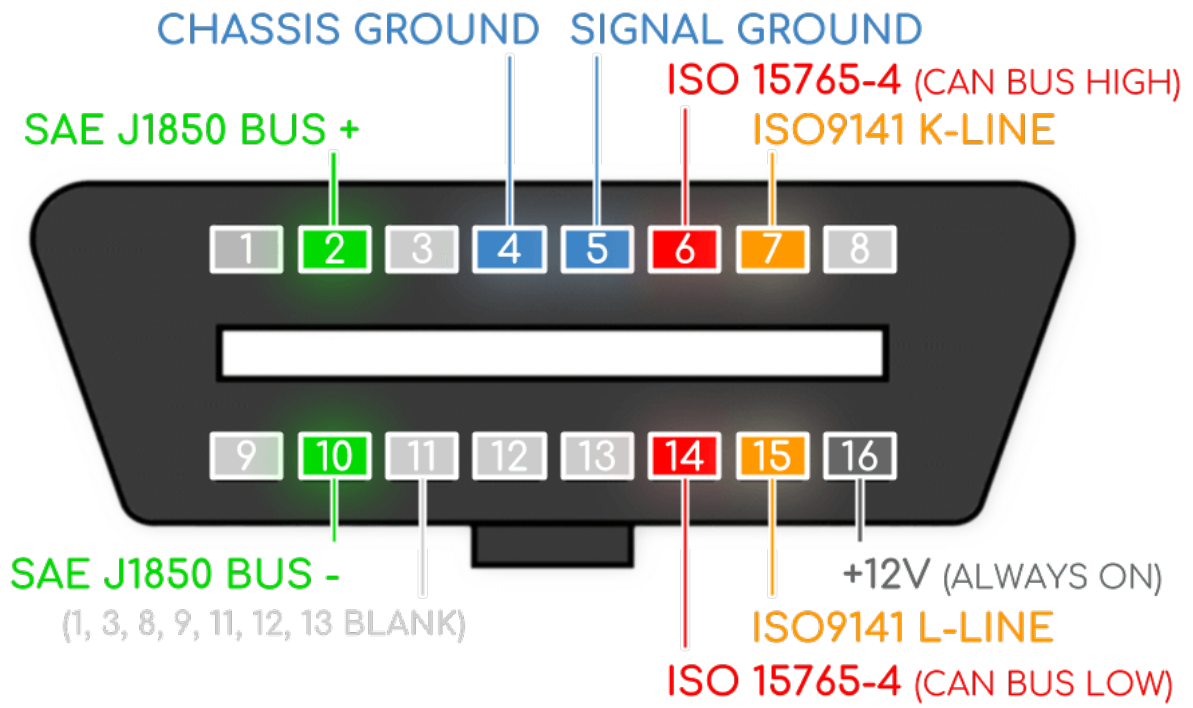 CHASSIS GROUND SIGNAL GROUND
ISO 15765-4 (CAN BUS HIGH)
SAE J1850 BUS + ISO9141 K-LINE
1 2 3 4 5 6 7 8
9 10 11 12 13 14 15 16
SAE J1850 BUS - +12V (ALWAYS ON)
(1, 3, 8, 9, 11, 12, 13 BLANK) ISO9141 L-LINE
ISO 15765-4 (CAN BUS LOW)